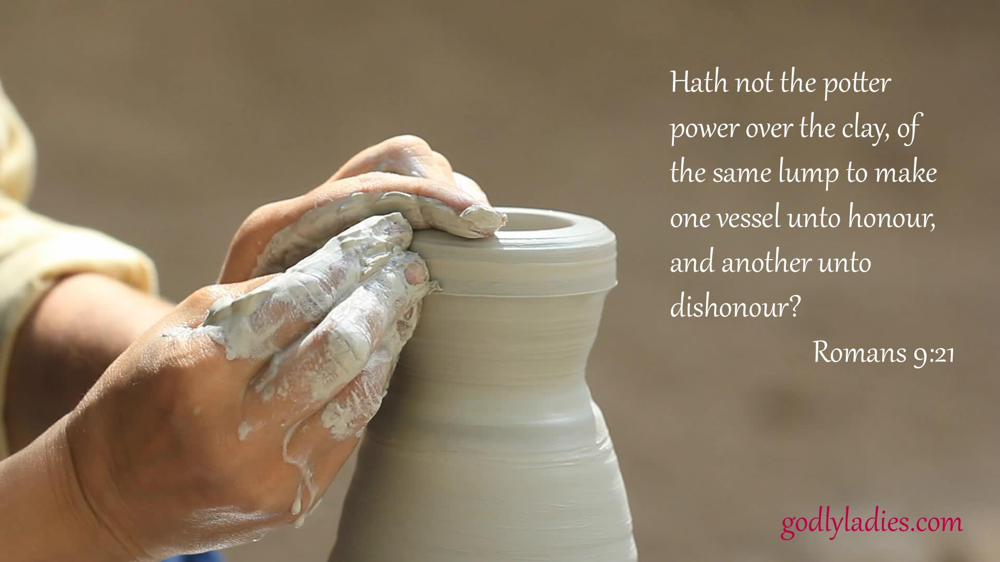 Hath not the potter
power over the clay, of
the same lump to make
one vessel unto honour,
and another unto
dishonour?
Romans 9:21
godlyladies.com